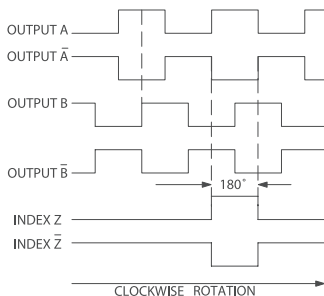 OUTPUT A
OUTPUT A̅
OUTPUT B
OUTPUT B̅
180°
INDEX Z
INDEX Z̅
CLOCKWISE ROTATION